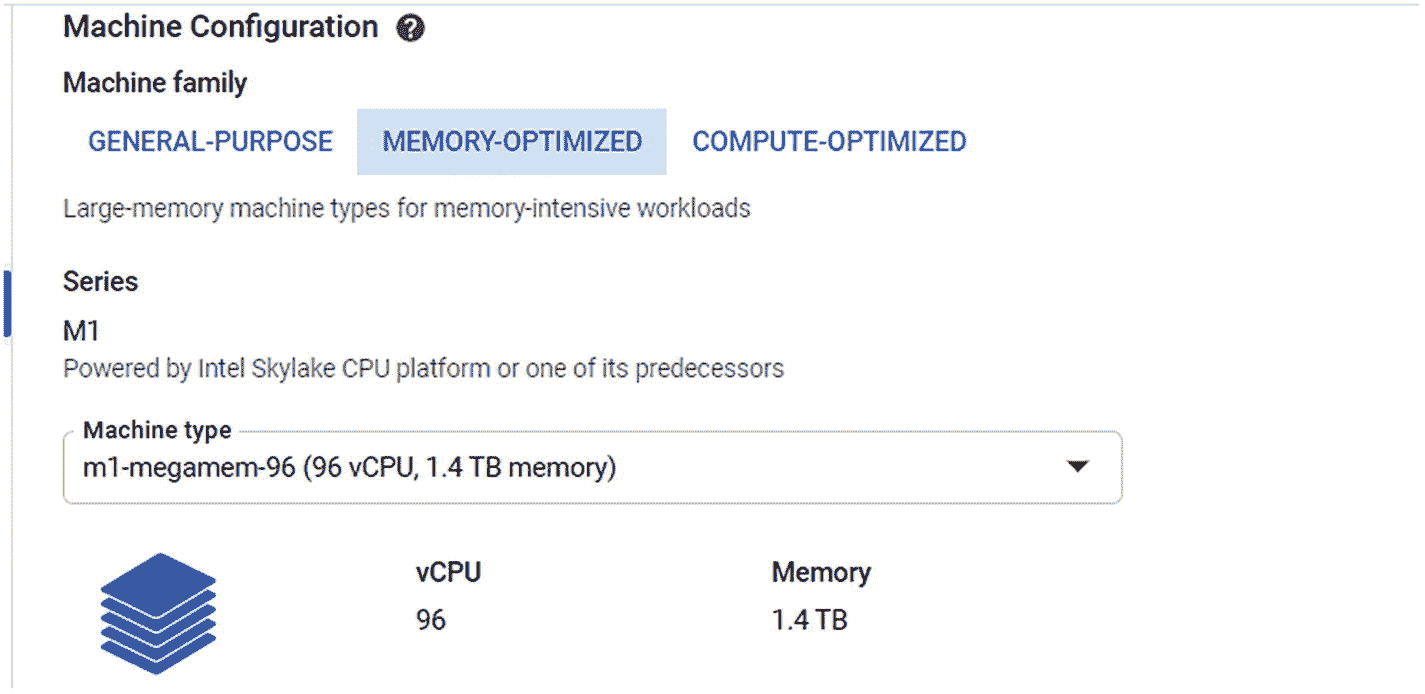 Machine Configuration ?
Machine family
GENERAL-PURPOSE MEMORY-OPTIMIZED COMPUTE-OPTIMIZED
Large-memory machine types for memory-intensive workloads
Series
M1
Powered by Intel Skylake CPU platform or one of its predecessors
Machine type
m1-megamem-96 (96 vCPU, 1.4 TB memory)
vCPU Memory
96 1.4 TB